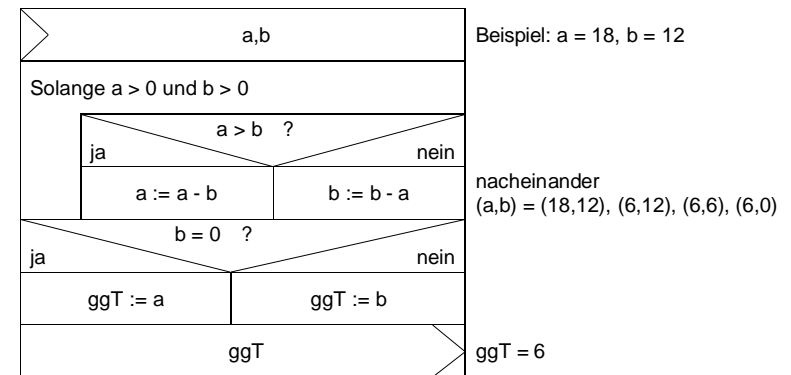 a,b
Beispiel: a = 18, b = 12
Solange a > 0 und b > 0
a > b ?
ja
nein
a := a - b
b := b - a
nacheinander
(a,b) = (18,12), (6,12), (6,6), (6,0)
b = 0 ?
ja
nein
ggT := a
ggT := b
ggT
ggT = 6